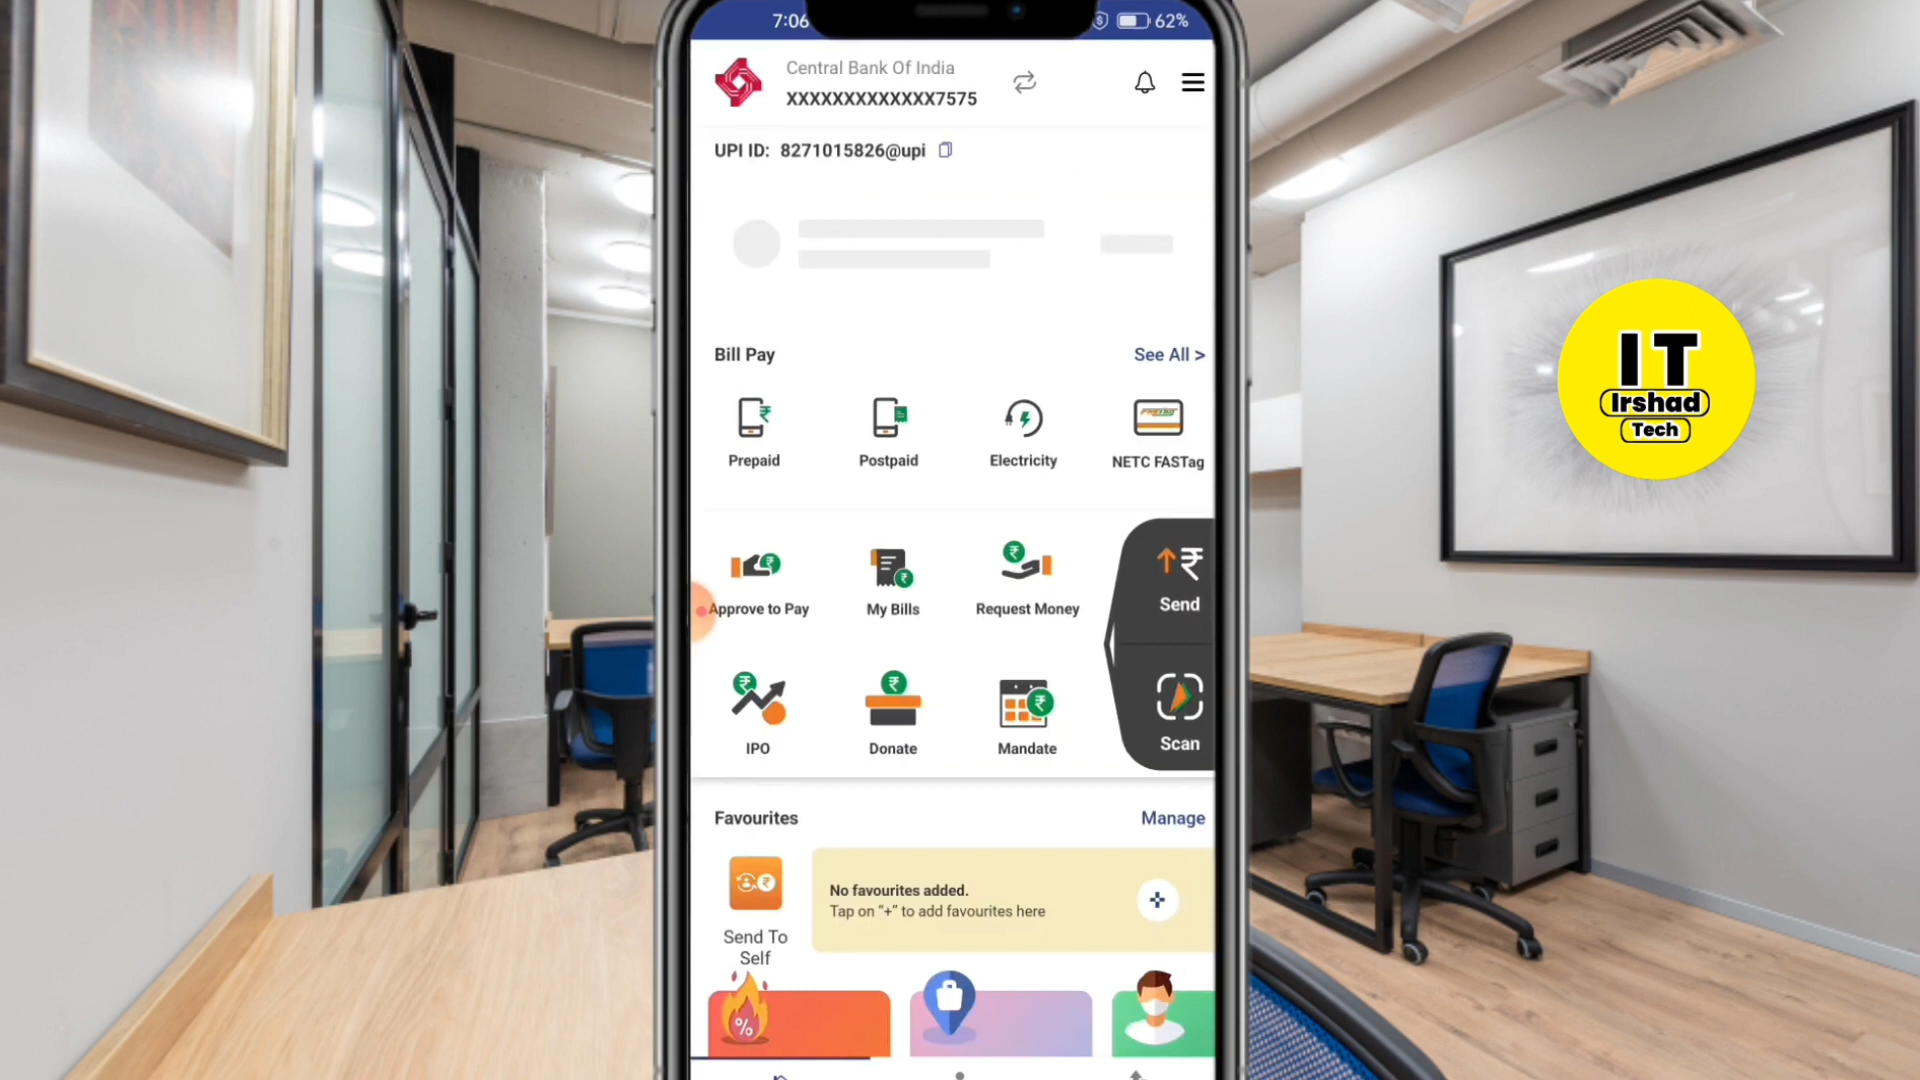 7:06
62%
Central Bank Of India
XXXXXXXXXXXXX7575
UPI ID: 8271015826@upi
Bill Pay
See All >
Prepaid
Postpaid
Electricity
NETC FASTag
Approve to Pay
My Bills
Request Money
Send
IPO
Donate
Mandate
Scan
Favourites
Manage
No favourites added.
Tap on “+” to add favourites here
Send To
Self
%
IT
Irshad
Tech